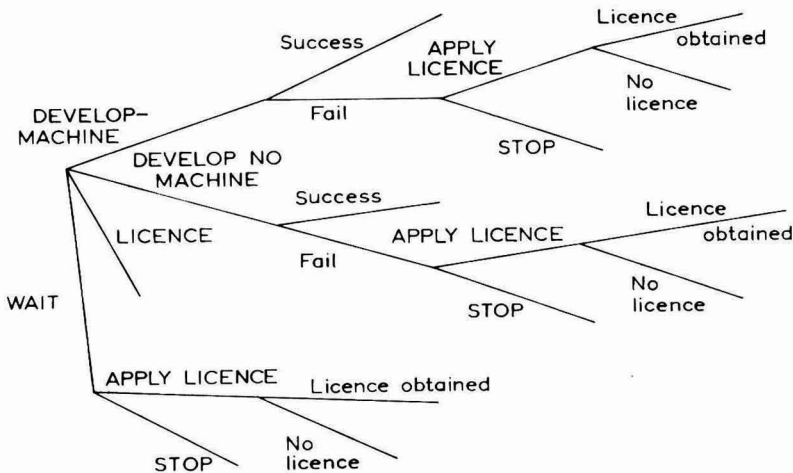 Success
APPLY
LICENCE
Licence
obtained
No
licence
DEVELOP-
MACHINE
Fail
STOP
DEVELOP NO
MACHINE
Success
LICENCE
Fail
APPLY LICENCE
Licence
obtained
No
licence
STOP
WAIT
APPLY LICENCE
Licence obtained
STOP
No
licence